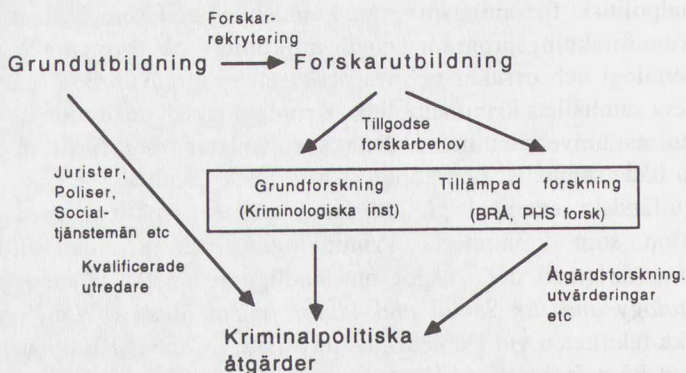 Forskar-
rekrytering
Grundutbildning Forskarutbildning
Tillgodse
forskarbehov
Jurister,
Poliser,
Social-
tjänstemän etc
Kvalificerade
utredare
Grundforskning Tillämpad forskning
(Kriminologiska inst) (BRÅ, PHS forsk)
Åtgärdsforskning.
utvärderingar
etc
Kriminalpolitiska
åtgärder